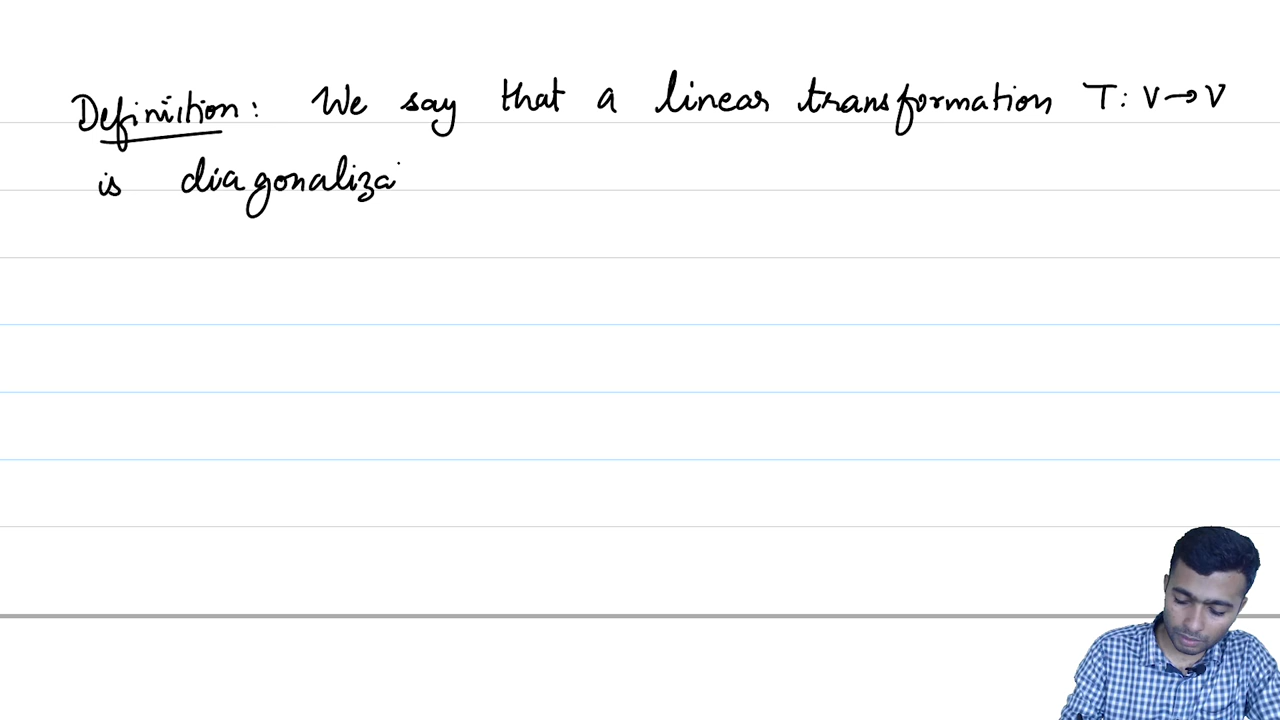 Definition: We say that a linear transformation T: V→V
is diagonaliza